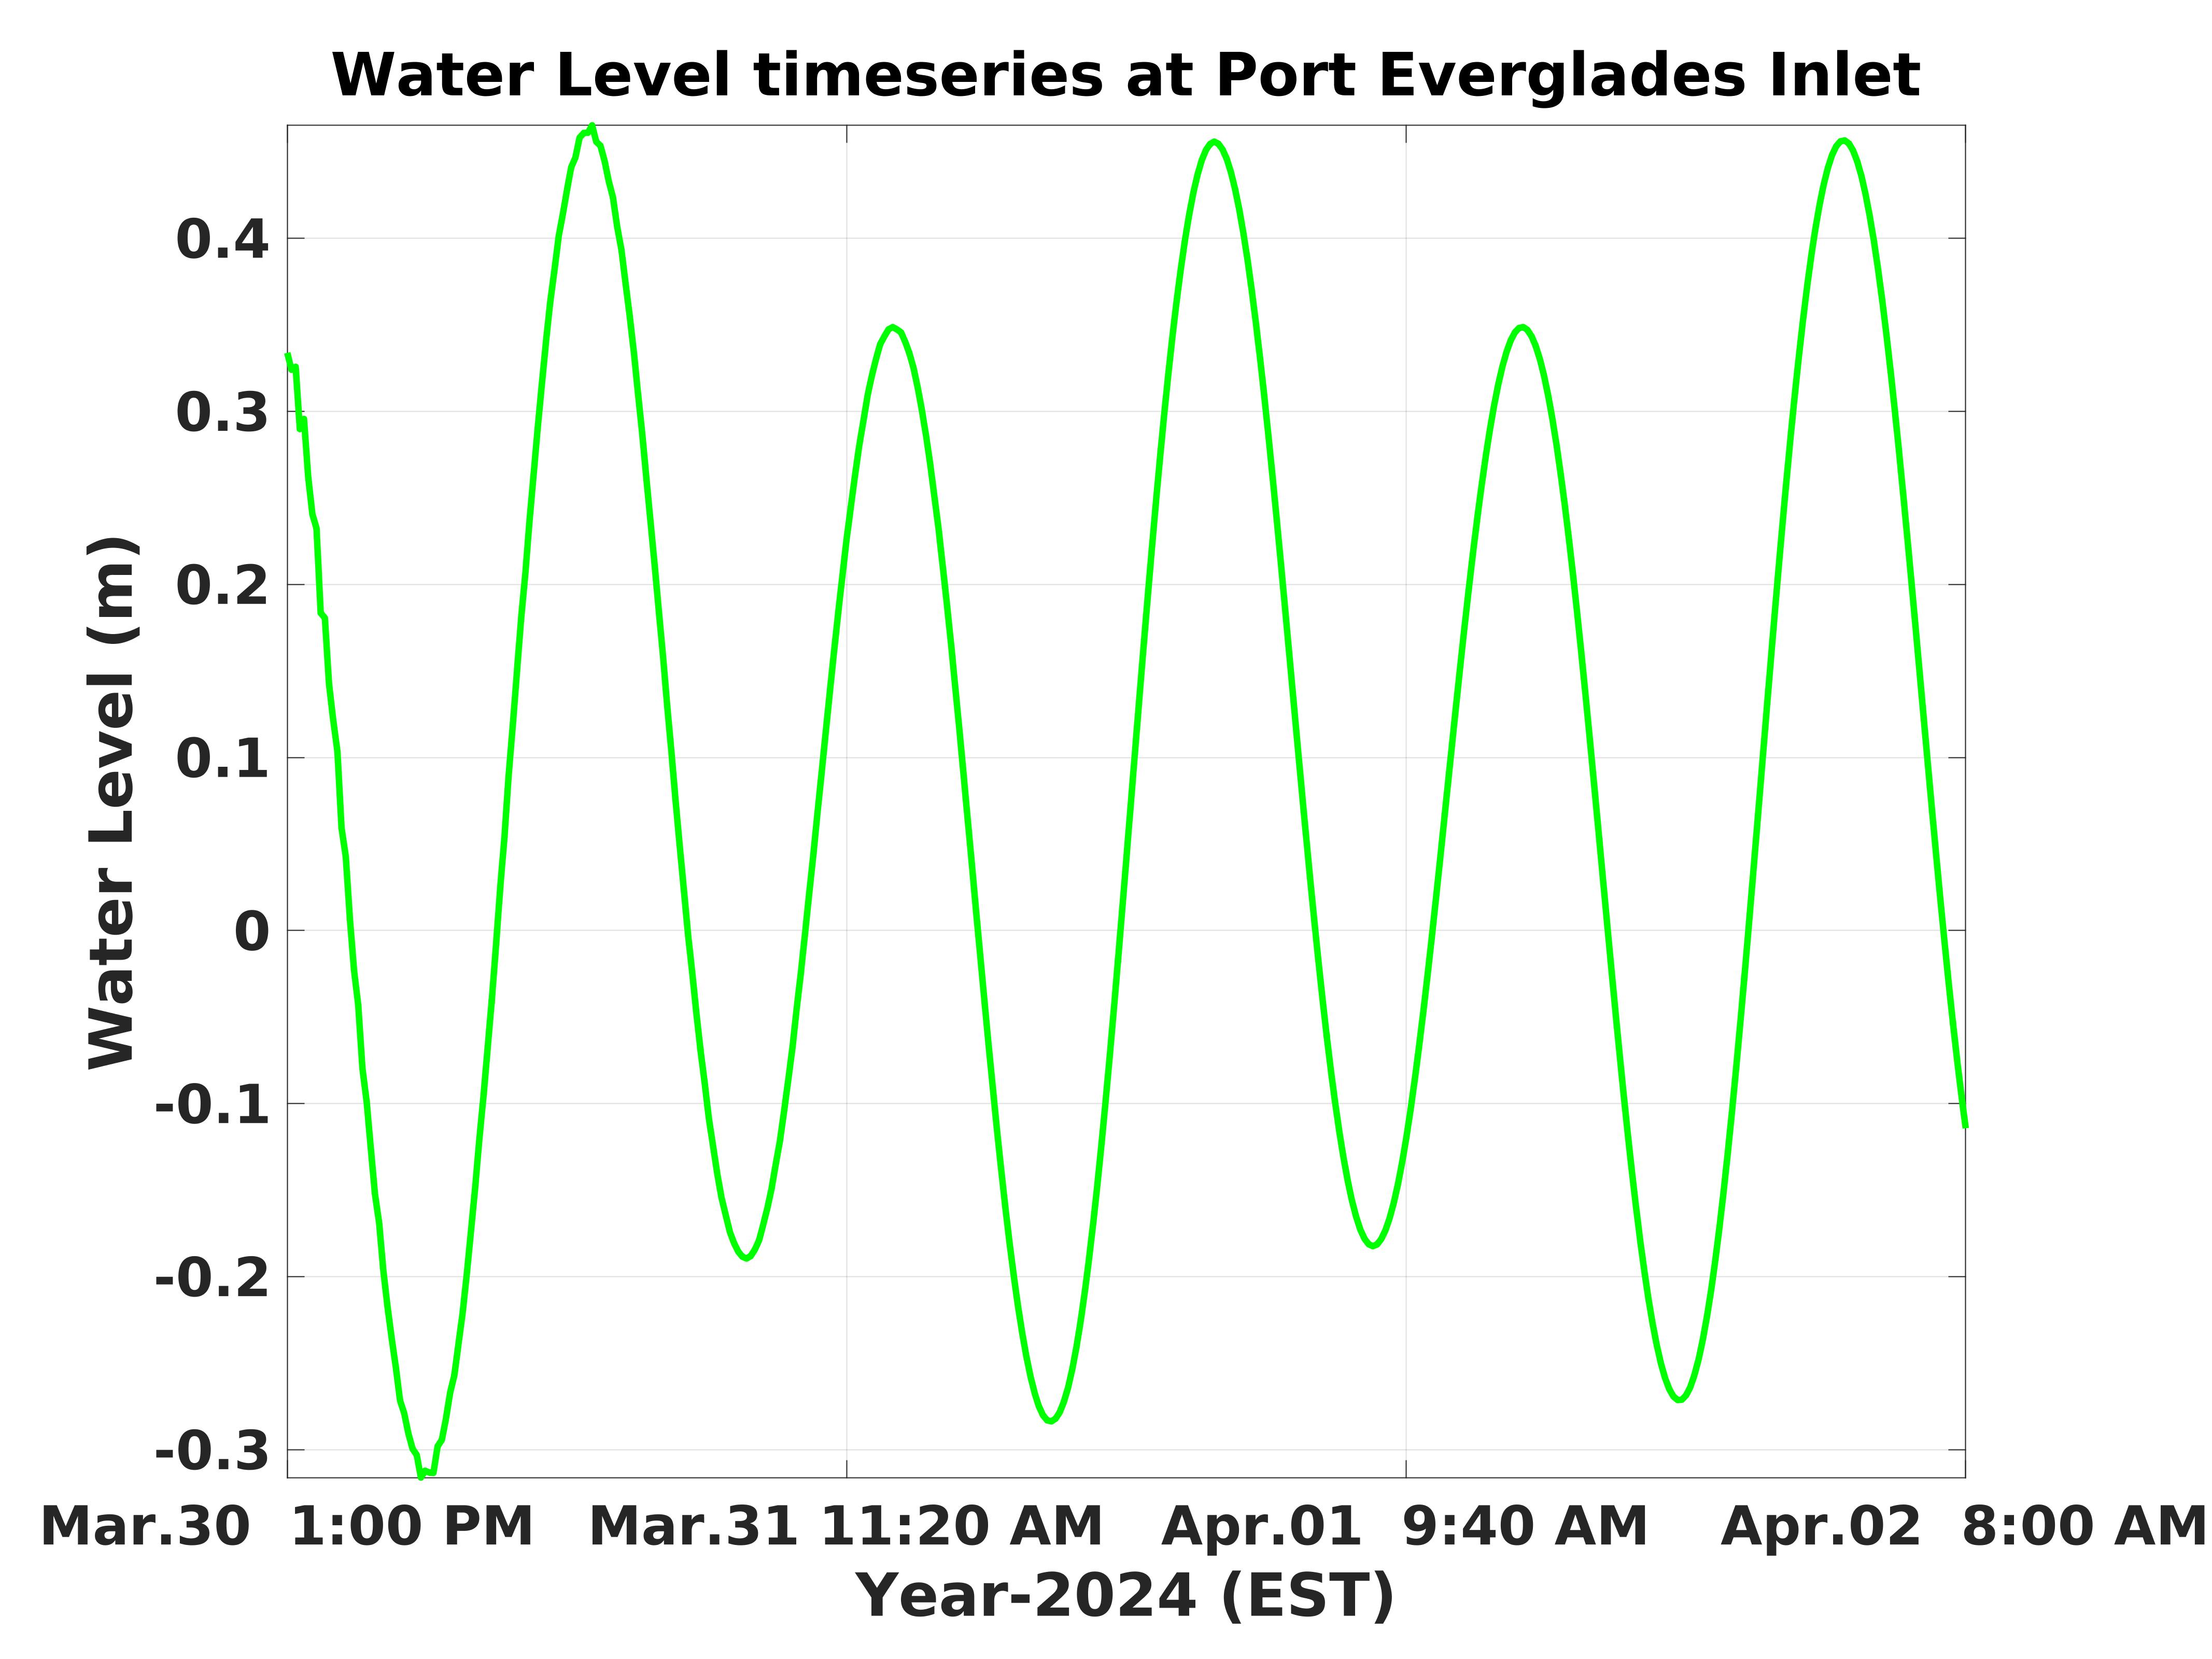 Water Level timeseries at Port Everglades Inlet
Water Level (m)
0.4
0.3
0.2
0.1
0
-0.1
-0.2
-0.3
Mar.30  1:00 PM Mar.31 11:20 AM Apr.01  9:40 AM Apr.02  8:00 AM
Year-2024 (EST)